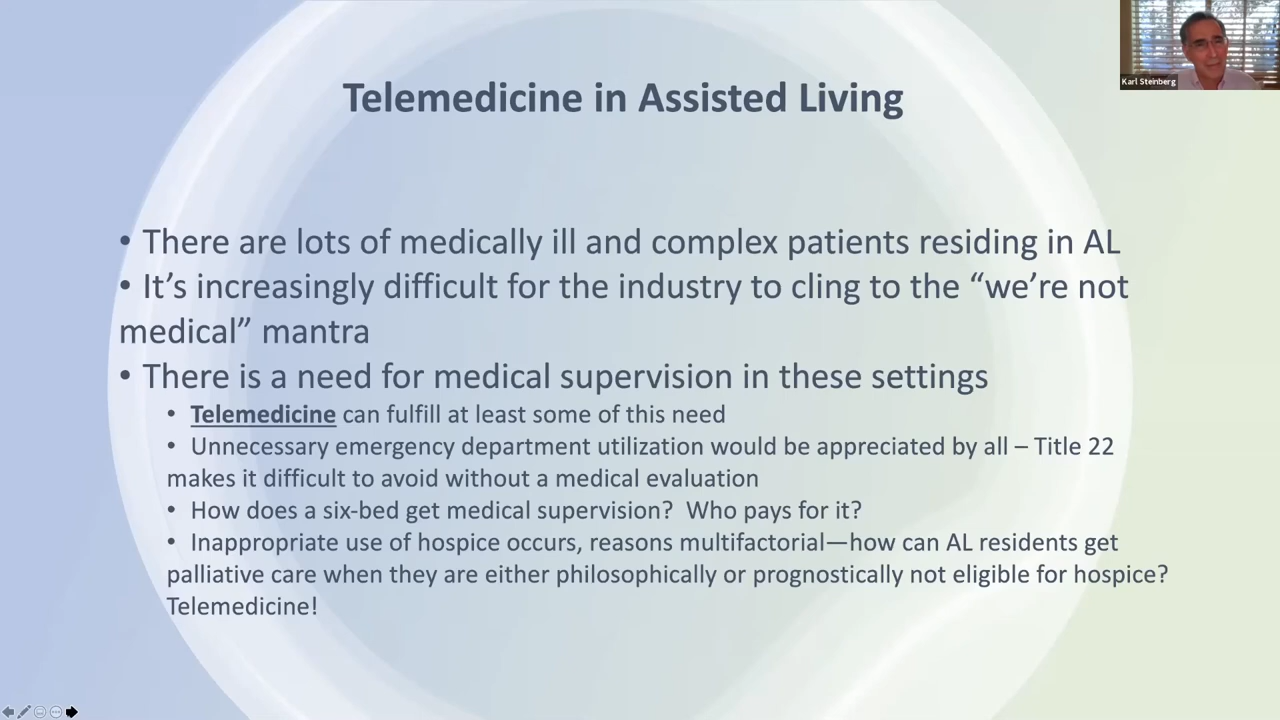 Karl Steinberg
Telemedicine in Assisted Living
• There are lots of medically ill and complex patients residing in AL
• It’s increasingly difficult for the industry to cling to the “we’re not
medical” mantra
• There is a need for medical supervision in these settings
• Telemedicine can fulfill at least some of this need
• Unnecessary emergency department utilization would be appreciated by all – Title 22
makes it difficult to avoid without a medical evaluation
• How does a six-bed get medical supervision?  Who pays for it?
• Inappropriate use of hospice occurs, reasons multifactorial—how can AL residents get
palliative care when they are either philosophically or prognostically not eligible for hospice?
Telemedicine!